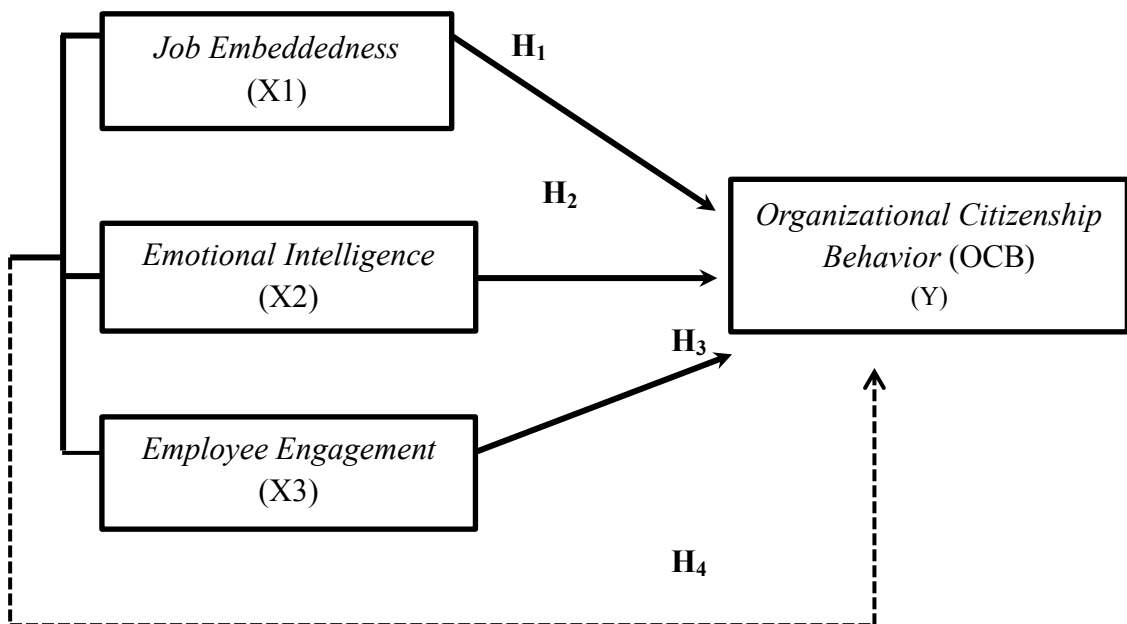 Job Embeddedness
(X1)
H1
H2
Organizational Citizenship
Behavior (OCB)
(Y)
Emotional Intelligence
(X2)
H3
Employee Engagement
(X3)
H4